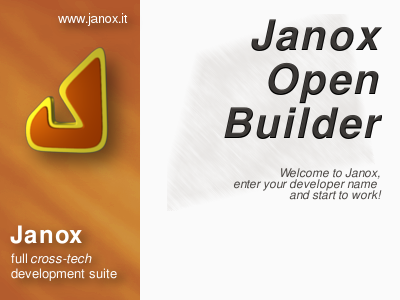 www.janox.it
Janox
full cross-tech
development suite
Janox
Open
Builder
Welcome to Janox,
enter your developer name
and start to work!